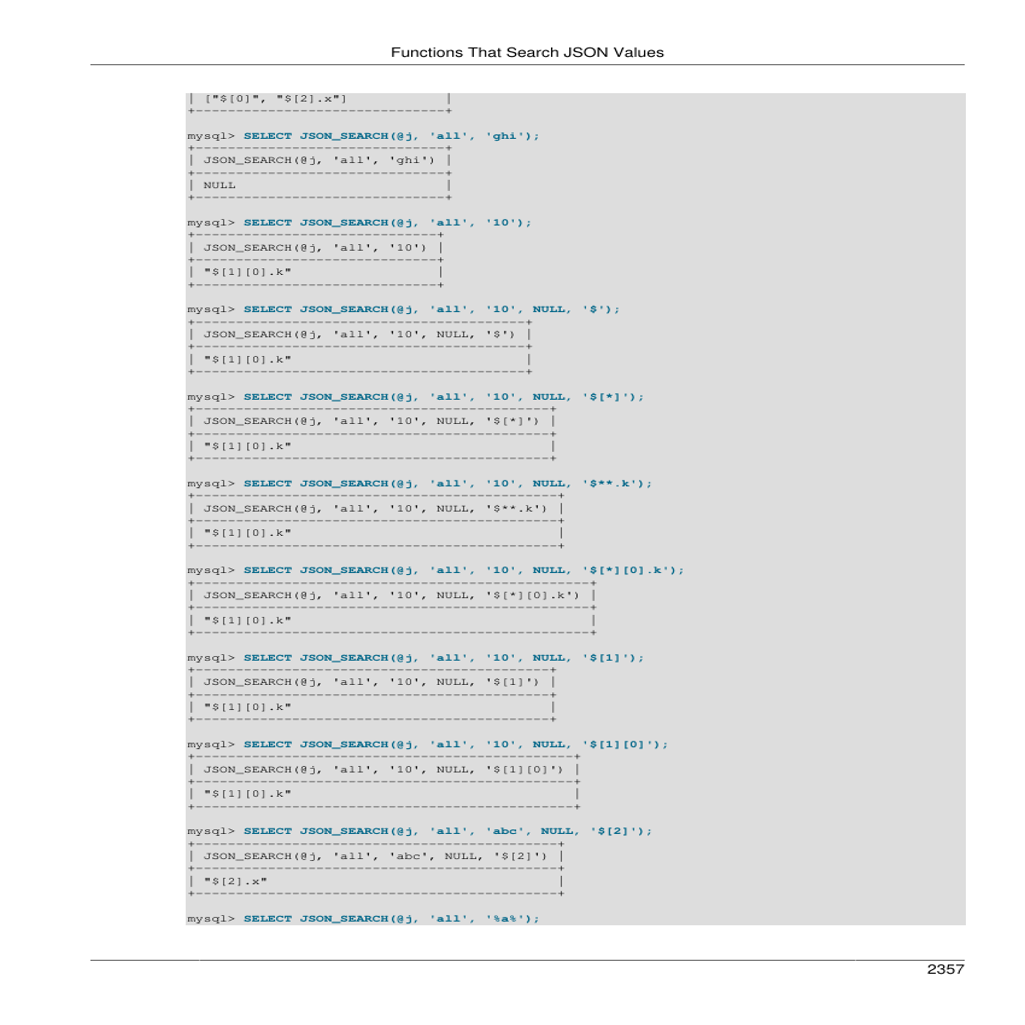 Functions That Search JSON Values
| ["$[0]", "$[2].x"]            |
+-------------------------------+
mysql> SELECT JSON_SEARCH(@j, 'all', 'ghi');
+-------------------------------+
| JSON_SEARCH(@j, 'all', 'ghi') |
+-------------------------------+
| NULL                          |
+-------------------------------+
mysql> SELECT JSON_SEARCH(@j, 'all', '10');
+------------------------------+
| JSON_SEARCH(@j, 'all', '10') |
+------------------------------+
| "$[1][0].k"                  |
+------------------------------+
mysql> SELECT JSON_SEARCH(@j, 'all', '10', NULL, '$');
+-----------------------------------------+
| JSON_SEARCH(@j, 'all', '10', NULL, '$') |
+-----------------------------------------+
| "$[1][0].k"                             |
+-----------------------------------------+
mysql> SELECT JSON_SEARCH(@j, 'all', '10', NULL, '$[*]');
+--------------------------------------------+
| JSON_SEARCH(@j, 'all', '10', NULL, '$[*]') |
+--------------------------------------------+
| "$[1][0].k"                                |
+--------------------------------------------+
mysql> SELECT JSON_SEARCH(@j, 'all', '10', NULL, '$**.k');
+---------------------------------------------+
| JSON_SEARCH(@j, 'all', '10', NULL, '$**.k') |
+---------------------------------------------+
| "$[1][0].k"                                 |
+---------------------------------------------+
mysql> SELECT JSON_SEARCH(@j, 'all', '10', NULL, '$[*][0].k');
+-------------------------------------------------+
| JSON_SEARCH(@j, 'all', '10', NULL, '$[*][0].k') |
+-------------------------------------------------+
| "$[1][0].k"                                     |
+-------------------------------------------------+
mysql> SELECT JSON_SEARCH(@j, 'all', '10', NULL, '$[1]');
+--------------------------------------------+
| JSON_SEARCH(@j, 'all', '10', NULL, '$[1]') |
+--------------------------------------------+
| "$[1][0].k"                                |
+--------------------------------------------+
mysql> SELECT JSON_SEARCH(@j, 'all', '10', NULL, '$[1][0]');
+-----------------------------------------------+
| JSON_SEARCH(@j, 'all', '10', NULL, '$[1][0]') |
+-----------------------------------------------+
| "$[1][0].k"                                   |
+-----------------------------------------------+
mysql> SELECT JSON_SEARCH(@j, 'all', 'abc', NULL, '$[2]');
+---------------------------------------------+
| JSON_SEARCH(@j, 'all', 'abc', NULL, '$[2]') |
+---------------------------------------------+
| "$[2].x"                                    |
+---------------------------------------------+
mysql> SELECT JSON_SEARCH(@j, 'all', '%a%');
2357